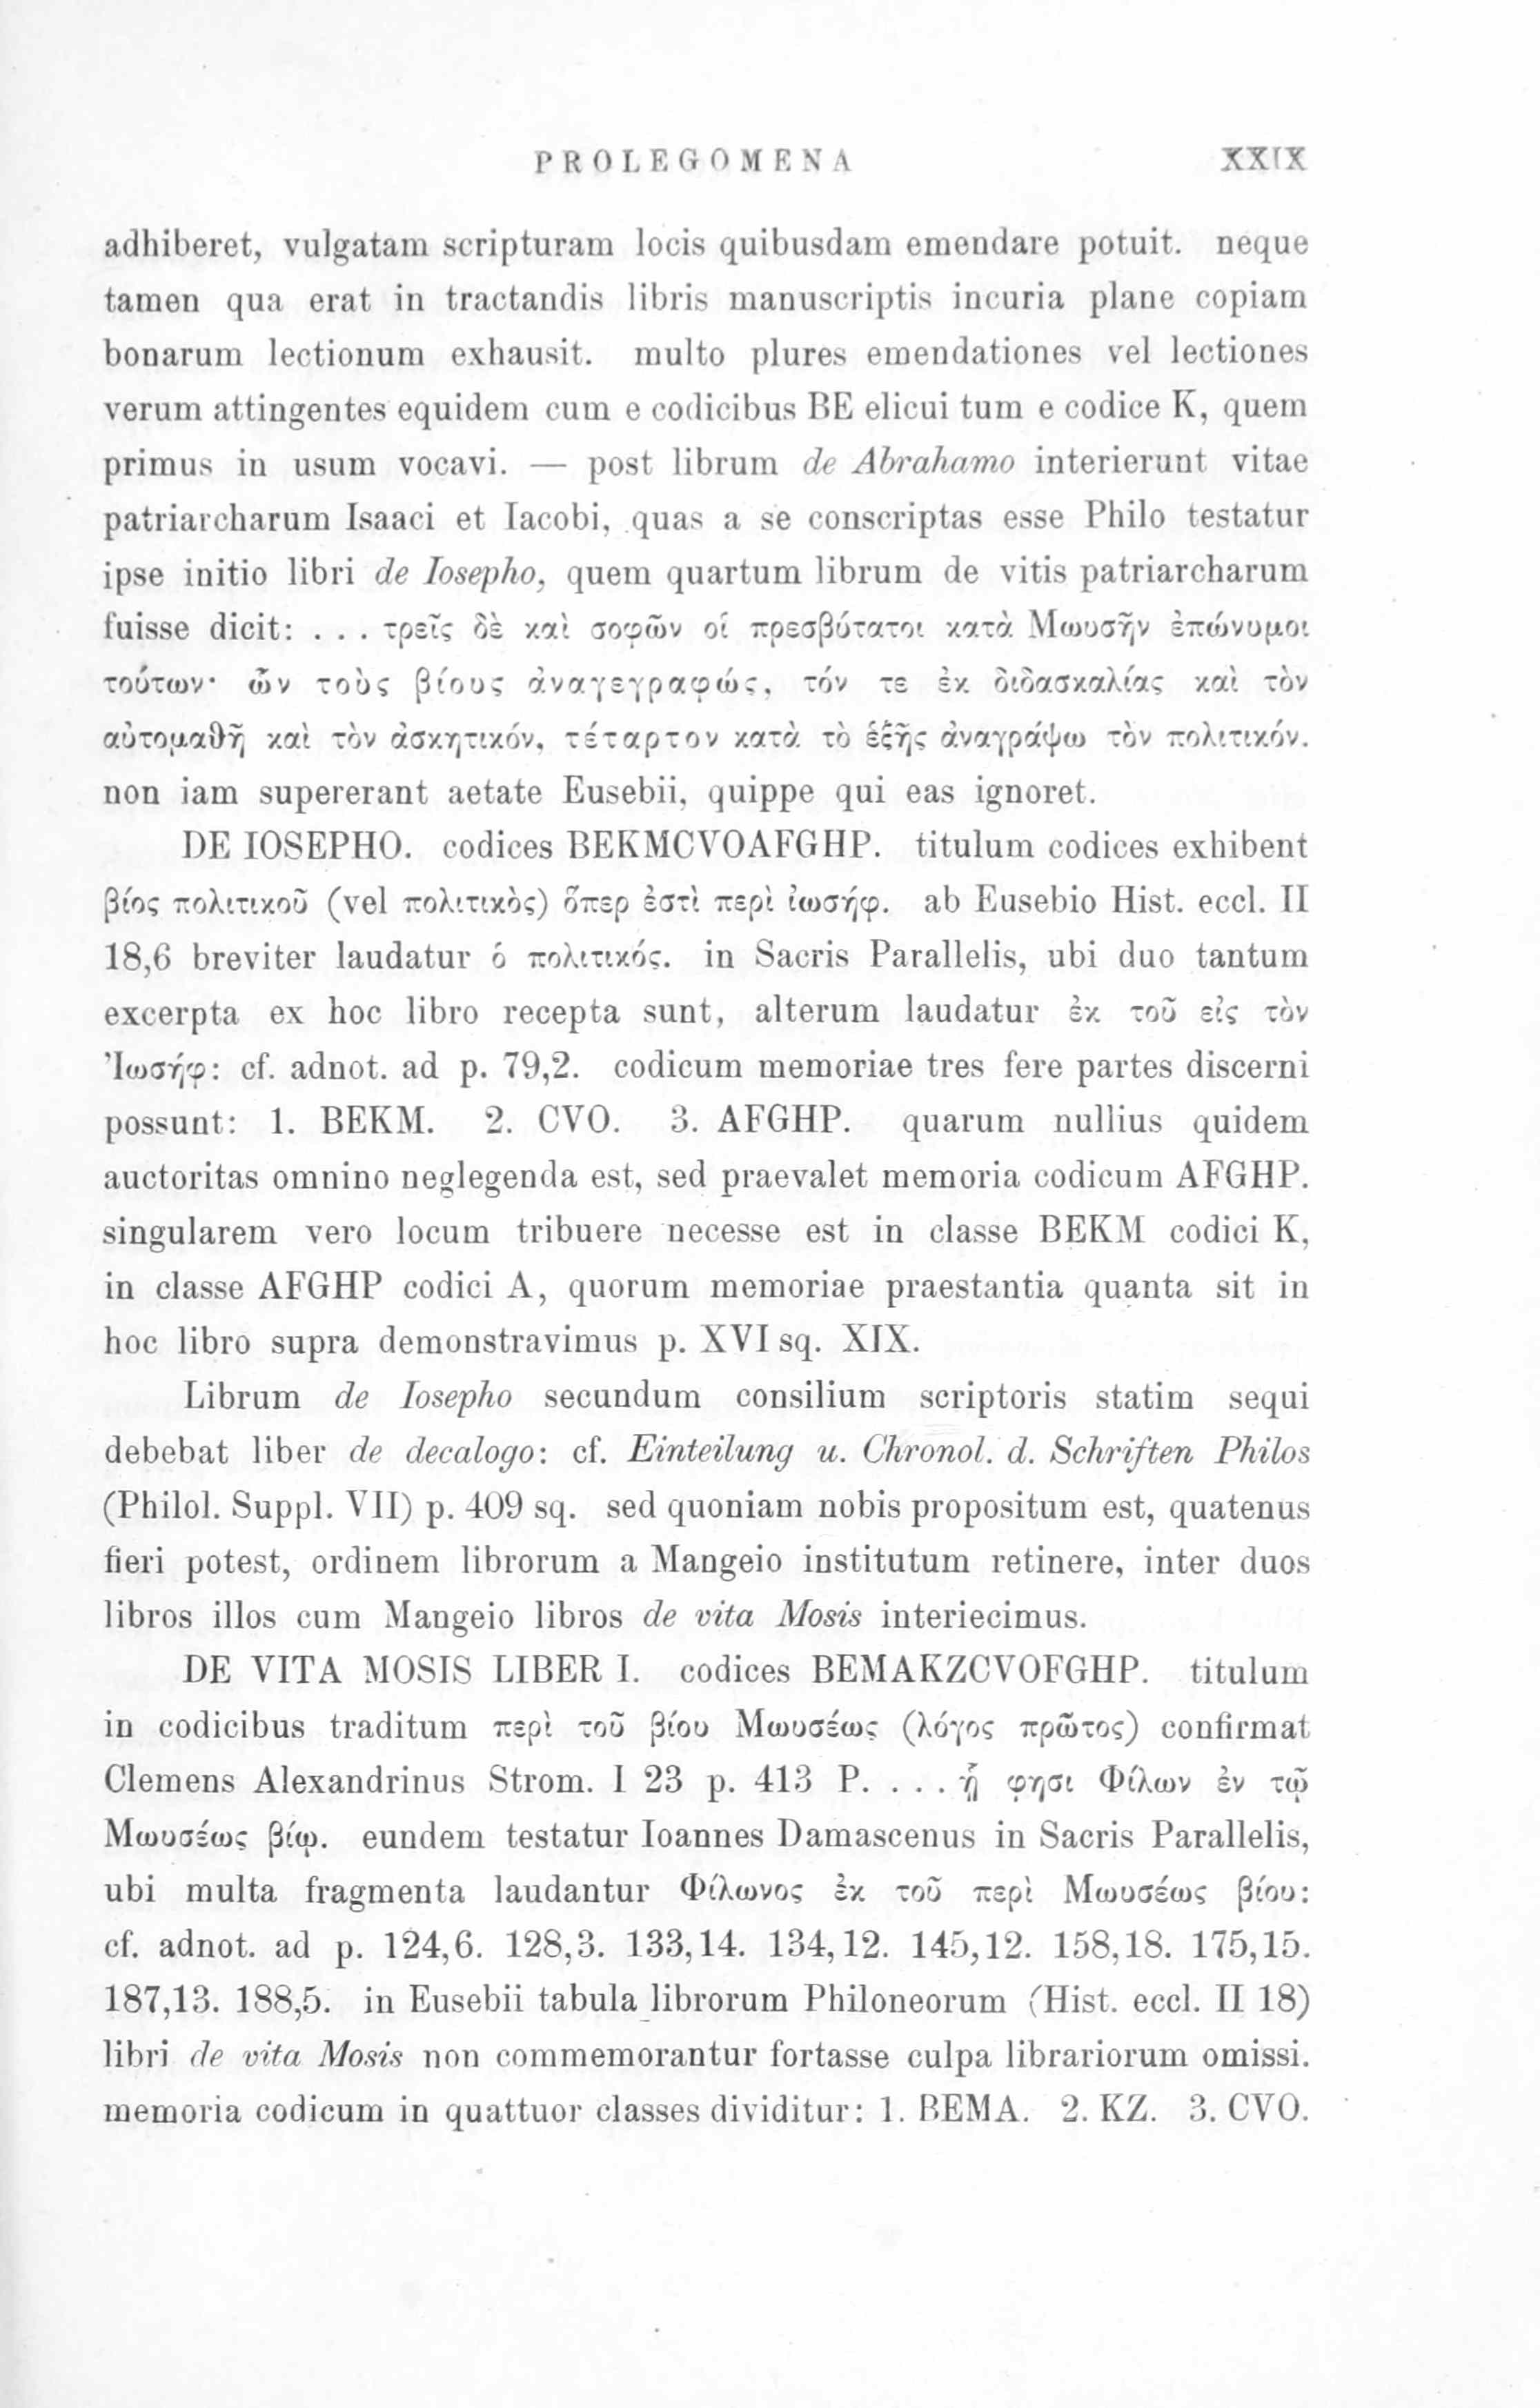 PROLEGOMENA XXIX
adhiberet, vulgatam scripturam locis quibusdam emendare potuit. neque
tamen qua erat in tractandis libris manuscriptis incuria plane copiam
bonarum lectionum exhausit. multo plures emendationes vel lectiones
verum attingentes equidem cum e codicibus BE elicui tum e codice K, quem
primus in usum vocavi. — post librum de Abrahamo interierunt vitae
patriarcharum Isaaci et Iacobi, quas a se conscriptas esse Philo testatur
ipse initio libri de Iosepho, quem quartum librum de vitis patriarcharum
fuisse dicit: . . . τρεῖς δὲ καὶ σοφῶν οἱ πρεσβύτατοι κατὰ Μωυσῆν ἐπώνυμοι
τούτων· ὧν τοὺς βίους ἀναγεγραφώς, τόν τε ἐκ διδασκαλίας καὶ τὸν
αὐτομαθῆ καὶ τὸν ἀσκητικόν, τέταρτον κατὰ τὸ ἑξῆς ἀναγράψω τὸν πολιτικόν.
non iam supererant aetate Eusebii, quippe qui eas ignoret.
DE IOSEPHO. codices BEKMCVOAFGHP. titulum codices exhibent
βίος πολιτικοῦ (vel πολιτικὸς) ὅπερ ἐστὶ περὶ ἰωσήφ. ab Eusebio Hist. eccl. II
18,6 breviter laudatur ὁ πολιτικός. in Sacris Parallelis, ubi duo tantum
excerpta ex hoc libro recepta sunt, alterum laudatur ἐκ τοῦ εἰς τὸν
Ἰωσήφ: cf. adnot. ad p. 79,2. codicum memoriae tres fere partes discerni
possunt: 1. BEKM. 2. CVO. 3. AFGHP. quarum nullius quidem
auctoritas omnino neglegenda est, sed praevalet memoria codicum AFGHP.
singularem vero locum tribuere necesse est in classe BEKM codici K,
in classe AFGHP codici A, quorum memoriae praestantia quanta sit in
hoc libro supra demonstravimus p. XVI sq. XIX.
Librum de Iosepho secundum consilium scriptoris statim sequi
debebat liber de decalogo: cf. Einteilung u. Chronol. d. Schriften Philos
(Philol. Suppl. VII) p. 409 sq. sed quoniam nobis propositum est, quatenus
fieri potest, ordinem librorum a Mangeio institutum retinere, inter duos
libros illos cum Mangeio libros de vita Mosis interiecimus.
DE VITA MOSIS LIBER I. codices BEMAKZCVOFGHP. titulum
in codicibus traditum περὶ τοῦ βίου Μωυσέως (λόγος πρῶτος) confirmat
Clemens Alexandrinus Strom. I 23 p. 413 P. . . . ᾗ φησι Φίλων ἐν τῷ
Μωυσέως βίῳ. eundem testatur Ioannes Damascenus in Sacris Parallelis,
ubi multa fragmenta laudantur Φίλωνος ἐκ τοῦ περὶ Μωυσέως βίου:
cf. adnot. ad p. 124,6. 128,3. 133,14. 134,12. 145,12. 158,18. 175,15.
187,13. 188,5. in Eusebii tabula librorum Philoneorum (Hist. eccl. II 18)
libri de vita Mosis non commemorantur fortasse culpa librariorum omissi.
memoria codicum in quattuor classes dividitur: 1. BEMA. 2. KZ. 3. CVO.